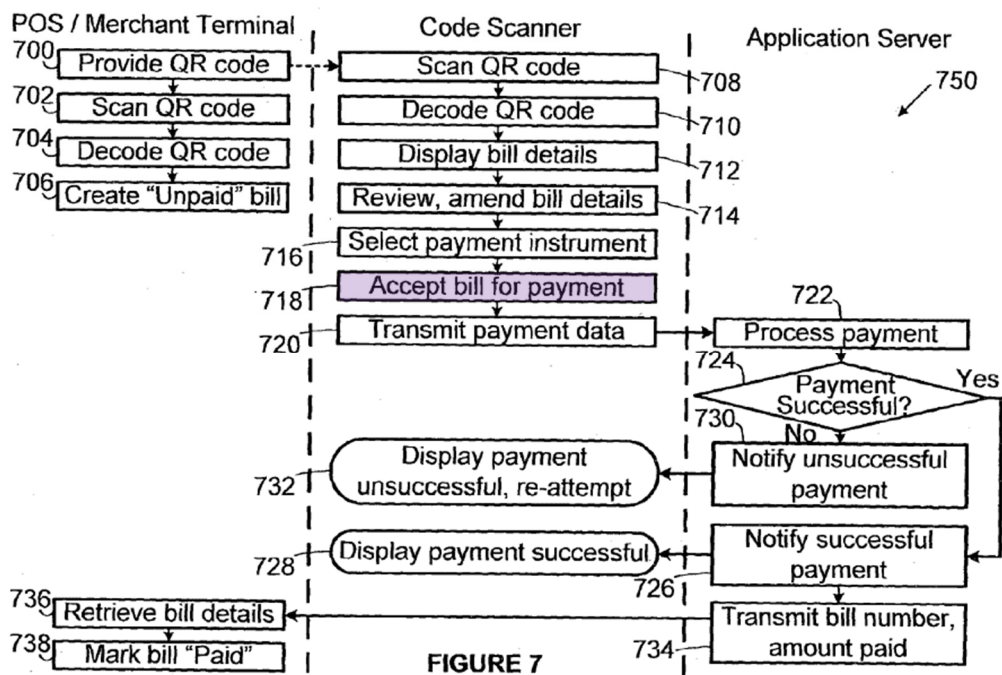 POS / Merchant Terminal
Code Scanner
Application Server
700
Provide QR code
702
Scan QR code
704
Decode QR code
706
Create “Unpaid” bill
Scan QR code
708
Decode QR code
710
Display bill details
712
Review, amend bill details
714
716
Select payment instrument
718
Accept bill for payment
720
Transmit payment data
750
722
Process payment
724
Payment
Successful?
Yes
No
730
Notify unsuccessful
payment
732
Display payment
unsuccessful, re-attempt
728
Display payment successful
Notify successful
payment
726
734
Transmit bill number,
amount paid
736
Retrieve bill details
738
Mark bill “Paid”
FIGURE 7